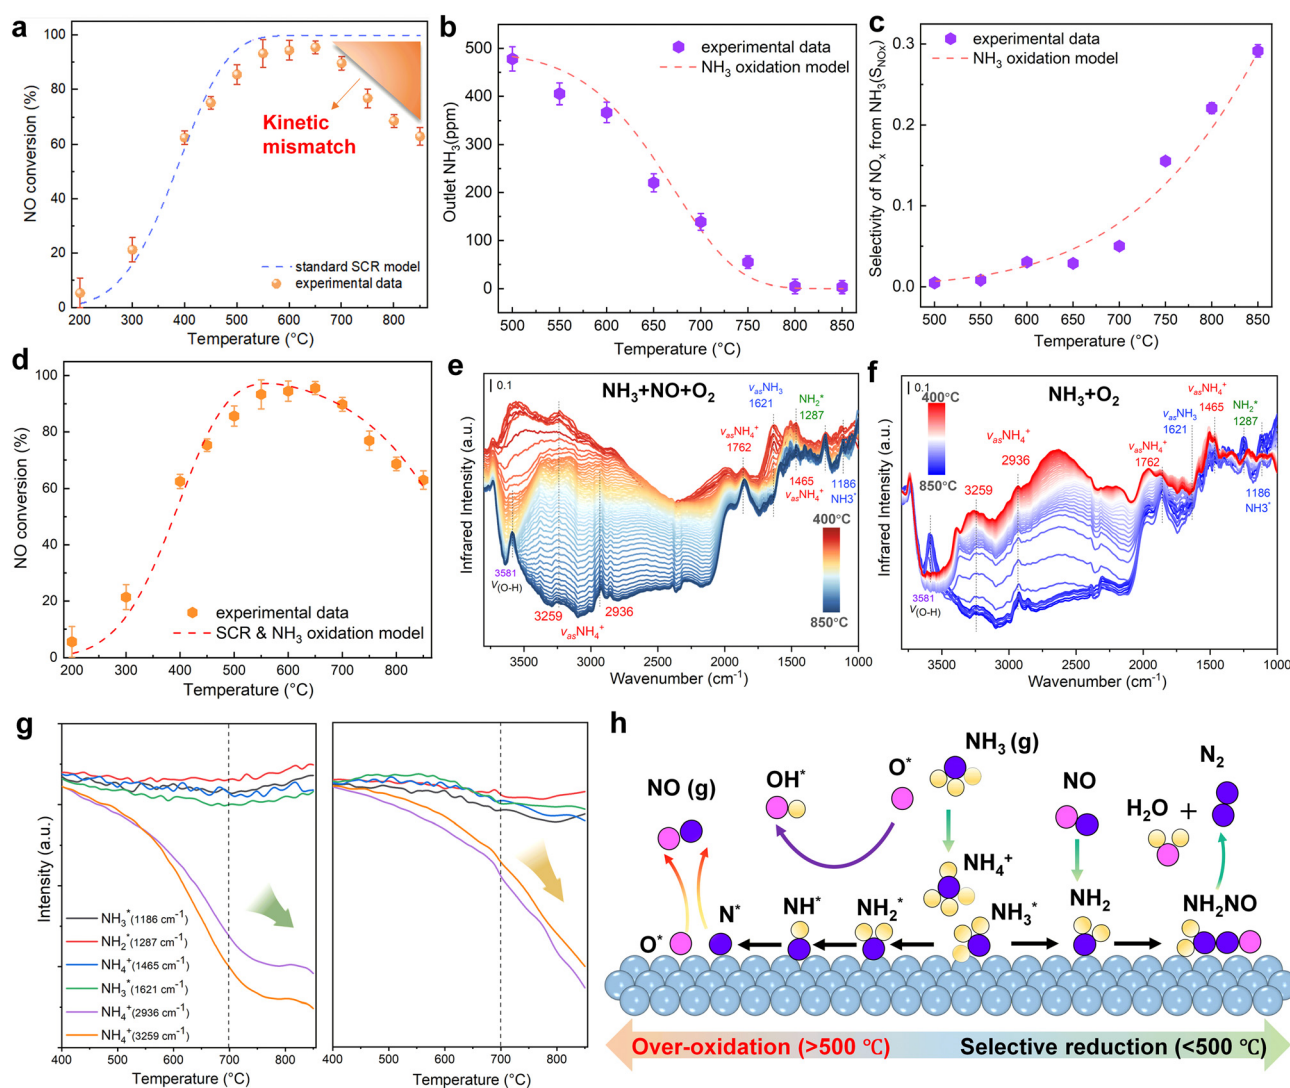 a
NO conversion (%)
100
80
60
40
20
0
Kinetic
mismatch
standard SCR model
experimental data
200 300 400 500 600 700 800
Temperature (°C)
b
Outlet NH₃(ppm)
500
400
300
200
100
0
experimental data
NH₃ oxidation model
500 550 600 650 700 750 800 850
Temperature (°C)
c
Selectivity of NOₓ from NH₃(S_NOx)
0.3
0.2
0.1
0.0
experimental data
NH₃ oxidation model
500 550 600 650 700 750 800 850
Temperature (°C)
d
NO conversion (%)
100
80
60
40
20
0
experimental data
SCR & NH₃ oxidation model
200 300 400 500 600 700 800
Temperature (°C)
e
0.1
NH₃+NO+O₂
Infrared Intensity (a.u.)
vₐₛNH₃
1621
NH₂*
1287
vₐₛNH₄⁺
1762
1465
vₐₛNH₄⁺
1186
NH3*
3581
V(O-H)
3259
2936
vₐₛNH₄⁺
400°C
850°C
3500 3000 2500 2000 1500 1000
Wavenumber (cm⁻¹)
f
0.1
400°C
850°C
NH₃+O₂
Infrared Intensity (a.u.)
vₐₛNH₄⁺
1465
vₐₛNH₃
1621
NH₂*
1287
vₐₛNH₄⁺
2936
3259
vₐₛNH₄⁺
1762
1186
NH3*
3581
V(O-H)
3500 3000 2500 2000 1500 1000
Wavenumber (cm⁻¹)
g
Intensity (a.u.)
NH₃*(1186 cm⁻¹)
NH₂*(1287 cm⁻¹)
NH₄⁺(1465 cm⁻¹)
NH₃*(1621 cm⁻¹)
NH₄⁺(2936 cm⁻¹)
NH₄⁺(3259 cm⁻¹)
400 500 600 700 800
Temperature °C
400 500 600 700 800
Temperature °C
h
NH₃ (g)
O*
OH*
NO (g)
NO
N₂
H₂O +
NH₄⁺
O*
N*
NH*
NH₂*
NH₃*
NH₂
NH₂NO
Over-oxidation (>500 ℃)
Selective reduction (<500 ℃)